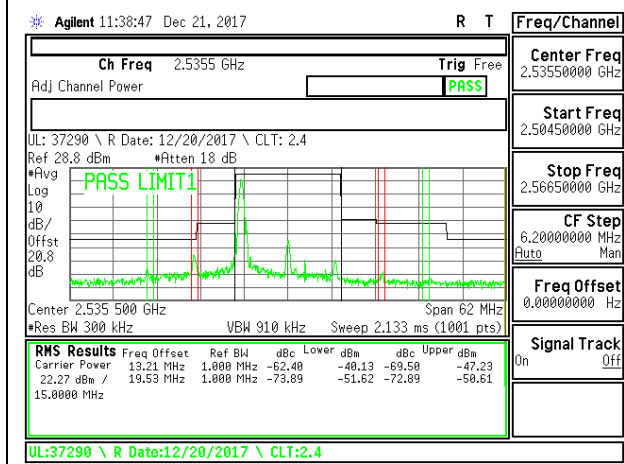 Agilent 11:38:47 Dec 21, 2017 R T
Ch Freq 2.5355 GHz Trig Free
Adj Channel Power PASS
UL: 37290 \ R Date: 12/20/2017 \ CLT: 2.4
Ref 28.8 dBm #Atten 18 dB
#Avg
Log
10
dB/
Offst
20.8
dB
PASS LIMIT1
Center 2.535 500 GHz Span 62 MHz
#Res BW 300 kHz VBW 910 kHz Sweep 2.133 ms (1001 pts)
RMS Results Freq Offset Ref BW dBc Lower dBm dBc Upper dBm
Carrier Power 13.21 MHz 1.000 MHz -62.40 -40.13 -69.50 -47.23
22.27 dBm / 19.53 MHz 1.000 MHz -73.89 -51.62 -72.89 -50.61
15.0000 MHz
UL:37290 \ R Date:12/20/2017 \ CLT:2.4
Freq/Channel
Center Freq
2.53550000 GHz
Start Freq
2.50450000 GHz
Stop Freq
2.56650000 GHz
CF Step
6.20000000 MHz
Auto Man
Freq Offset
0.00000000 Hz
Signal Track
On Off